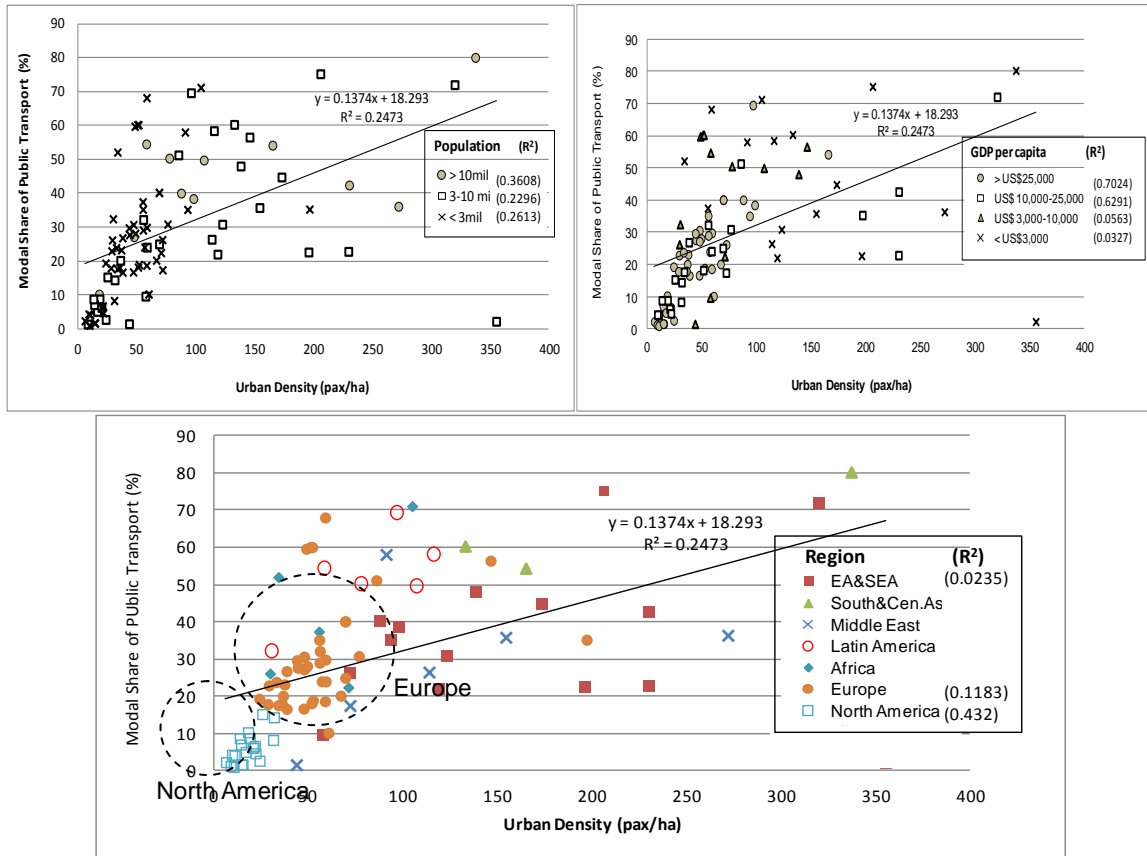 90
80
70
60
50
40
30
20
10
0
Modal Share of Public Transport (%)
y = 0.1374x + 18.293
R² = 0.2473
Population (R²)
> 10mil (0.3608)
3-10 mi (0.2296)
< 3mil (0.2613)
0 50 100 150 200 250 300 350 400
Urban Density (pax/ha)
90
80
70
60
50
40
30
20
10
0
Modal Share of Public Transport (%)
y = 0.1374x + 18.293
R² = 0.2473
GDP per capita (R²)
> US$25,000 (0.7024)
US$ 10,000-25,000 (0.6291)
US$ 3,000-10,000 (0.0563)
<US$3,000 (0.0327)
0 50 100 150 200 250 300 350 400
Urban Density (pax/ha)
90
80
70
60
50
40
30
20
10
0
Modal Share of Public Transport (%)
y = 0.1374x + 18.293
R² = 0.2473
Region (R²)
EA&SEA (0.0235)
South&Cen.As
Middle East
Latin America
Africa
Europe (0.1183)
North America (0.432)
Europe
North America
0 50 100 150 200 250 300 350 400
Urban Density (pax/ha)